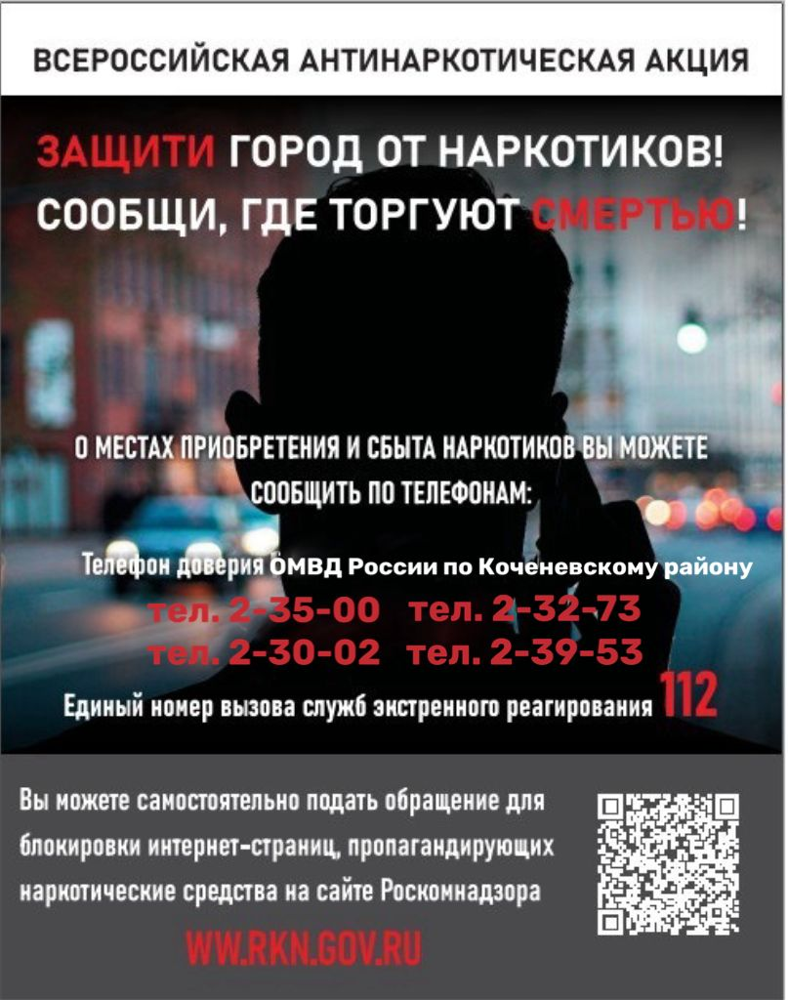 ВСЕРОССИЙСКАЯ АНТИНАРКОТИЧЕСКАЯ АКЦИЯ
ЗАЩИТИ ГОРОД ОТ НАРКОТИКОВ!
СООБЩИ, ГДЕ ТОРГУЮТ СМЕРТЬЮ!
О МЕСТАХ ПРИОБРЕТЕНИЯ И СБЫТА НАРКОТИКОВ ВЫ МОЖЕТЕ
СООБЩИТЬ ПО ТЕЛЕФОНАМ:
Телефон доверия ОМВД России по Коченевскому району
тел. 2-35-00 тел. 2-32-73
тел. 2-30-02 тел. 2-39-53
Единый номер вызова служб экстренного реагирования 112
Вы можете самостоятельно подать обращение для
блокировки интернет-страниц, пропагандирующих
наркотические средства на сайте Роскомнадзора
WW.RKN.GOV.RU